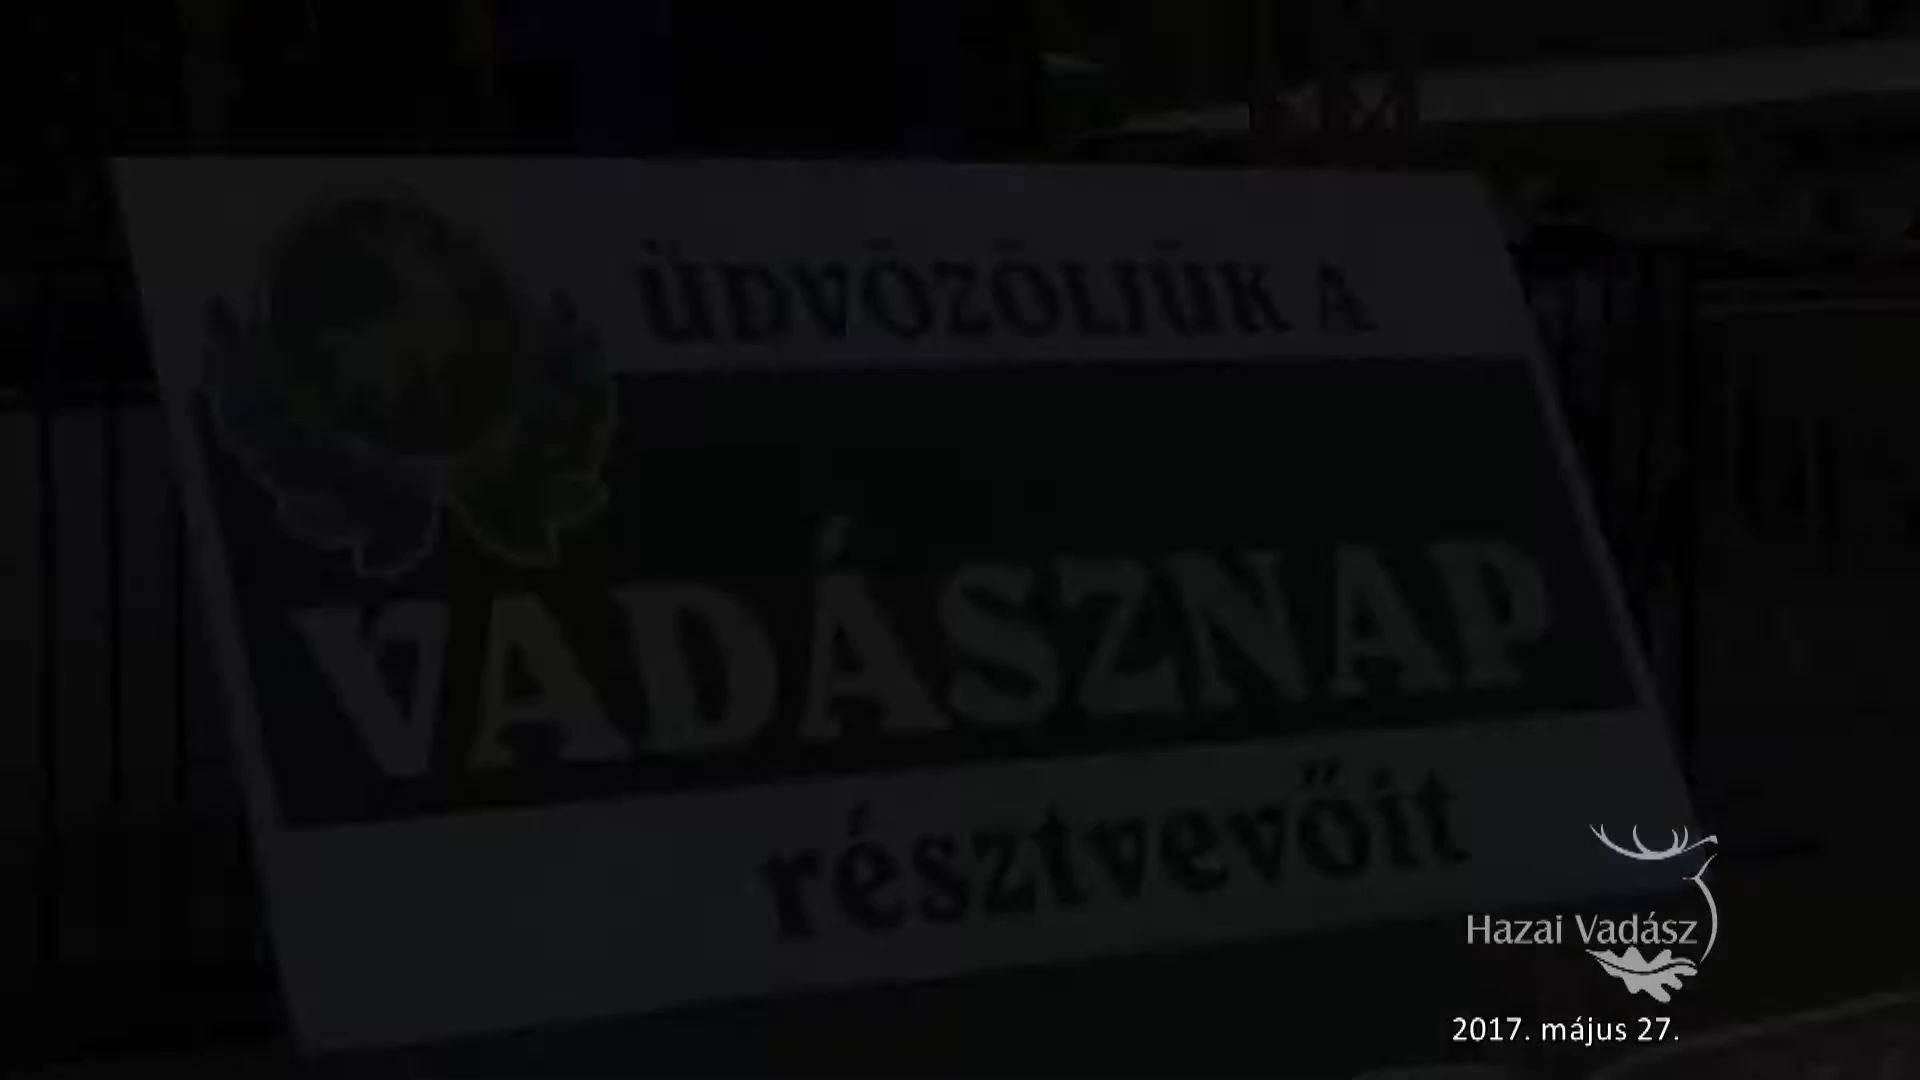 ÜDVÖZÖLJÜK A
VADÁSZNAP
résztvevőit
Hazai Vadász
2017. május 27.